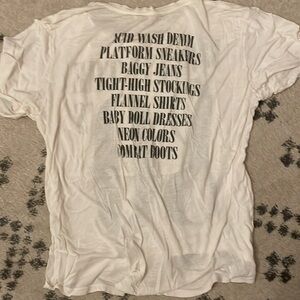 ACID WASH DENIM
PLATFORM SNEAKERS
BAGGY JEANS
TIGHT-HIGH STOCKINGS
FLANNEL SHIRTS
BABY DOLL DRESSES
NEON COLORS
COMBAT BOOTS